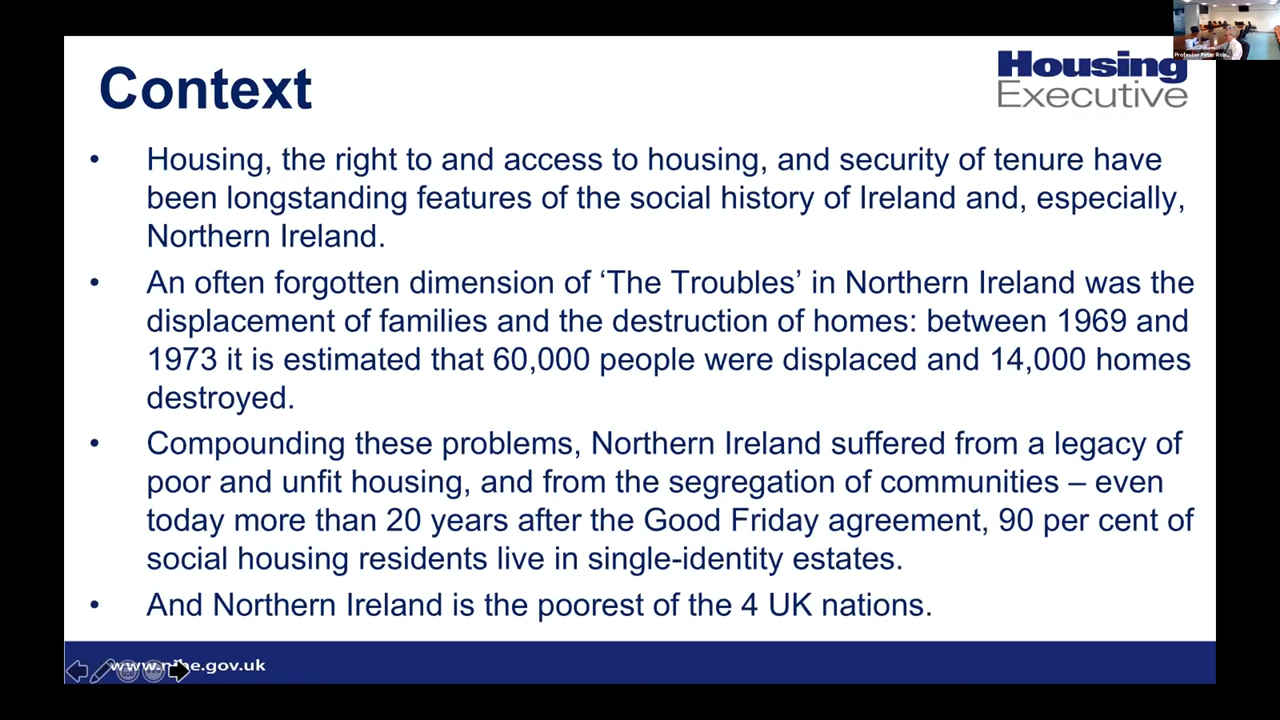 Context
Housing
Executive
• Housing, the right to and access to housing, and security of tenure have
been longstanding features of the social history of Ireland and, especially,
Northern Ireland.
• An often forgotten dimension of ‘The Troubles’ in Northern Ireland was the
displacement of families and the destruction of homes: between 1969 and
1973 it is estimated that 60,000 people were displaced and 14,000 homes
destroyed.
• Compounding these problems, Northern Ireland suffered from a legacy of
poor and unfit housing, and from the segregation of communities – even
today more than 20 years after the Good Friday agreement, 90 per cent of
social housing residents live in single-identity estates.
• And Northern Ireland is the poorest of the 4 UK nations.
www.nihe.gov.uk
Professor Peter